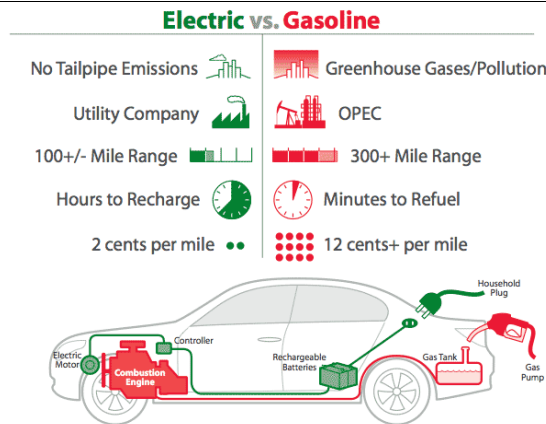 Electric vs. Gasoline
No Tailpipe Emissions
Greenhouse Gases/Pollution
Utility Company
OPEC
100+/- Mile Range
300+ Mile Range
Hours to Recharge
Minutes to Refuel
2 cents per mile
12 cents+ per mile
Household
Plug
Controller
Electric
Motor
Combustion
Engine
Rechargeable
Batteries
Gas Tank
Gas
Pump